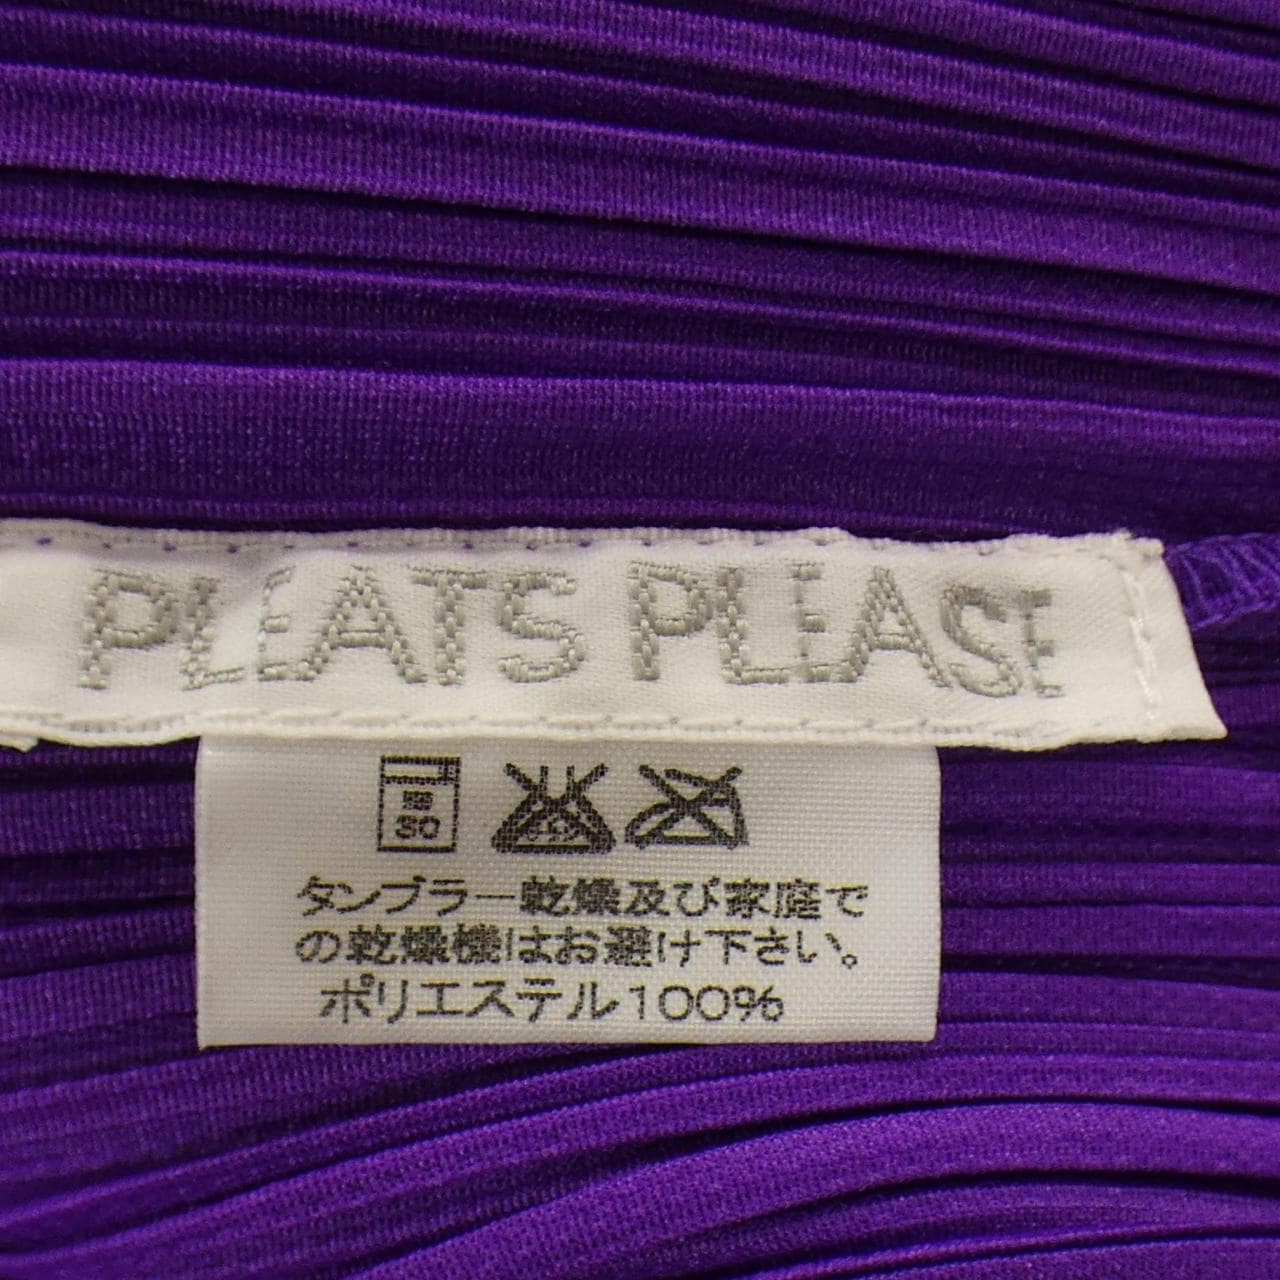 PLEATS PLEASE
30
タンブラー乾燥及び家庭で
の乾燥機はお避け下さい。
ポリエステル100%